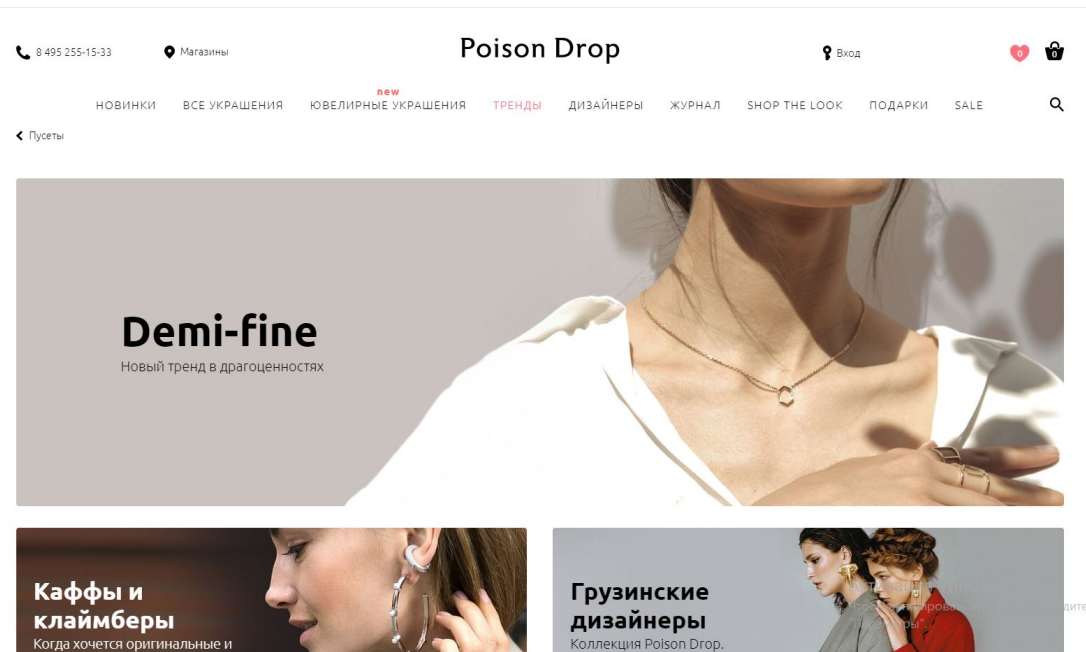 8 495 255-15-33
Магазины
Poison Drop
Вход
0
0
new
НОВИНКИ ВСЕ УКРАШЕНИЯ ЮВЕЛИРНЫЕ УКРАШЕНИЯ ТРЕНДЫ ДИЗАЙНЕРЫ ЖУРНАЛ SHOP THE LOOK ПОДАРКИ SALE
Пусеты
Demi-fine
Новый тренд в драгоценностях
Каффы и
клаймберы
Когда хочется оригинальные и
Грузинские
дизайнеры
Коллекция Poison Drop.